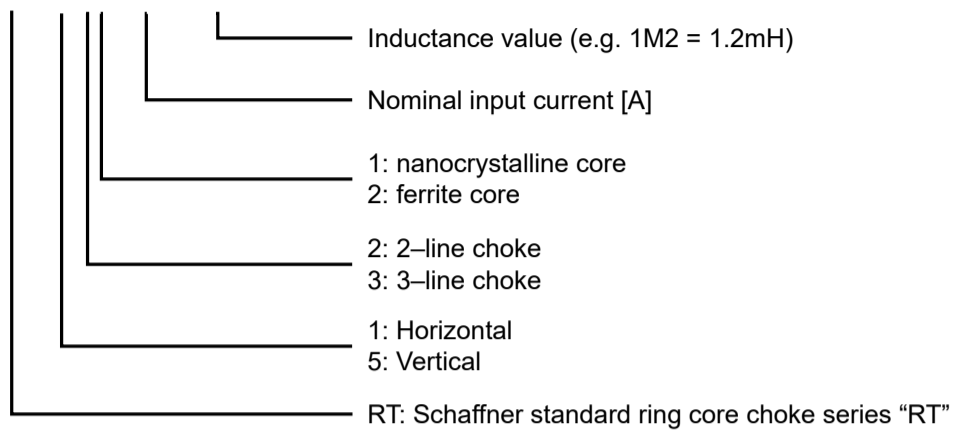 Inductance value (e.g. 1M2 = 1.2mH)
Nominal input current [A]
1: nanocrystalline core
2: ferrite core
2: 2–line choke
3: 3–line choke
1: Horizontal
5: Vertical
RT: Schaffner standard ring core choke series “RT”